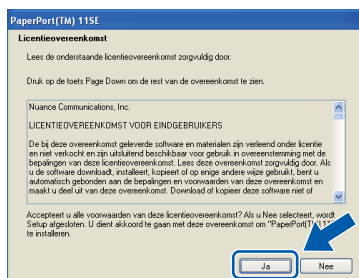 PaperPort(TM) 11SE
Licentieovereenkomst
Lees de onderstaande licentieovereenkomst zorgvuldig door.
Druk op de toets Page Down om de rest van de overeenkomst te zien.
Nuance Communications, Inc.
LICENTIEOVEREENKOMST VOOR EINDGEBRUIKERS
De bij deze overeenkomst geleverde software en materialen zijn verleend onder licentie
en niet verkocht en zijn uitsluitend beschikbaar voor gebruik in overeenstemming met de
bepalingen van deze licentieovereenkomst. Lees deze overeenkomst zorgvuldig door. Als
u de software downloadt, installeert, kopieert of op enige andere wijze gebruikt, bent u
automatisch gebonden aan de bepalingen en voorwaarden van deze overeenkomst en
maakt u deel uit van deze overeenkomst. Download of kopieer deze software niet of
Accepteert u alle voorwaarden van deze licentieovereenkomst? Als u Nee selecteert, wordt
Setup afgesloten. U dient akkoord te gaan met deze overeenkomst om "PaperPort(TM) 11
te installeren.
Ja
Nee